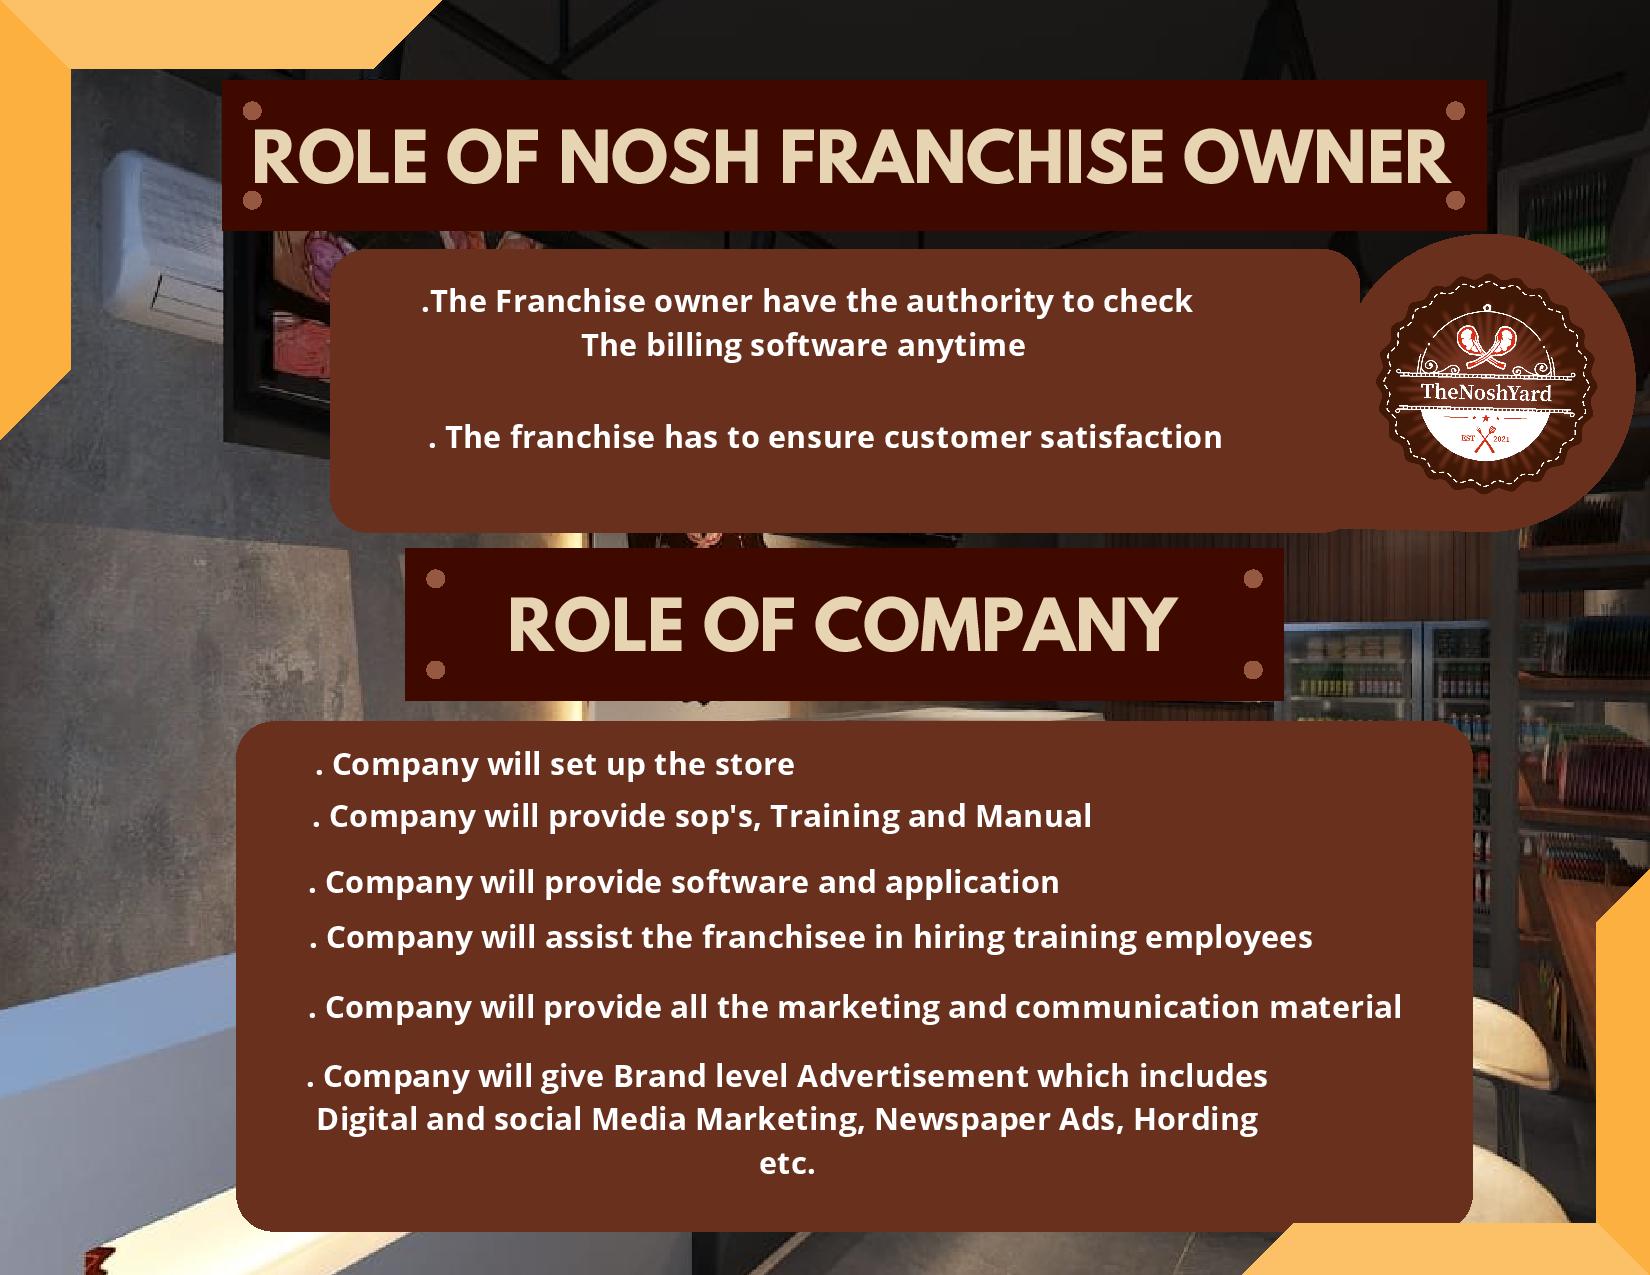 ROLE OF NOSH FRANCHISE OWNER
.The Franchise owner have the authority to check
The billing software anytime
. The franchise has to ensure customer satisfaction
TheNoshYard
EST 2021
ROLE OF COMPANY
. Company will set up the store
. Company will provide sop's, Training and Manual
. Company will provide software and application
. Company will assist the franchisee in hiring training employees
. Company will provide all the marketing and communication material
. Company will give Brand level Advertisement which includes
Digital and social Media Marketing, Newspaper Ads, Hording
etc.